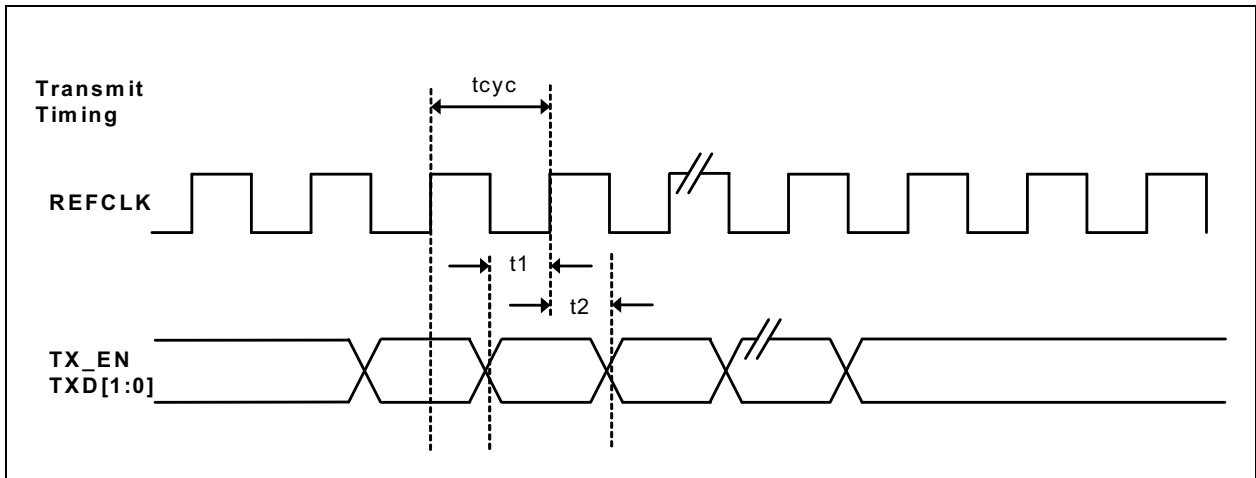 Transmit
Timing
tcyc
REFCLK
t1
t2
TX_EN
TXD[1:0]